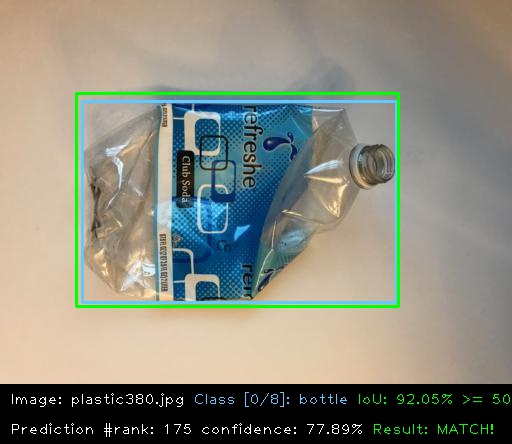 refreshe
Club Soda
refre
Image: plastic380.jpg Class [0/8]: bottle IoU: 92.05% >= 50
Prediction #rank: 175 confidence: 77.89% Result: MATCH!